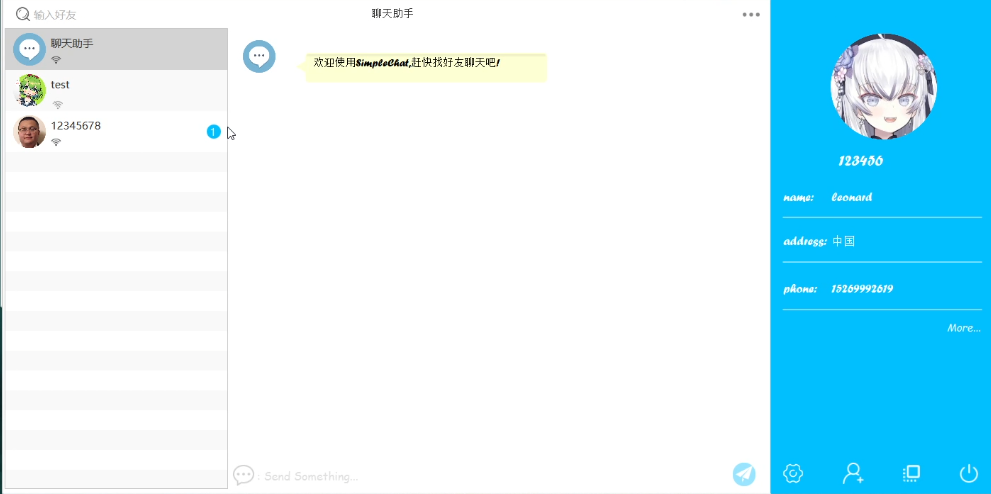 输入好友
聊天助手
聊天助手
欢迎使用SimpleChat,赶快找好友聊天吧!
test
12345678
1
: Send Something...
123456
name: leonard
address: 中国
phone: 15269992619
More...